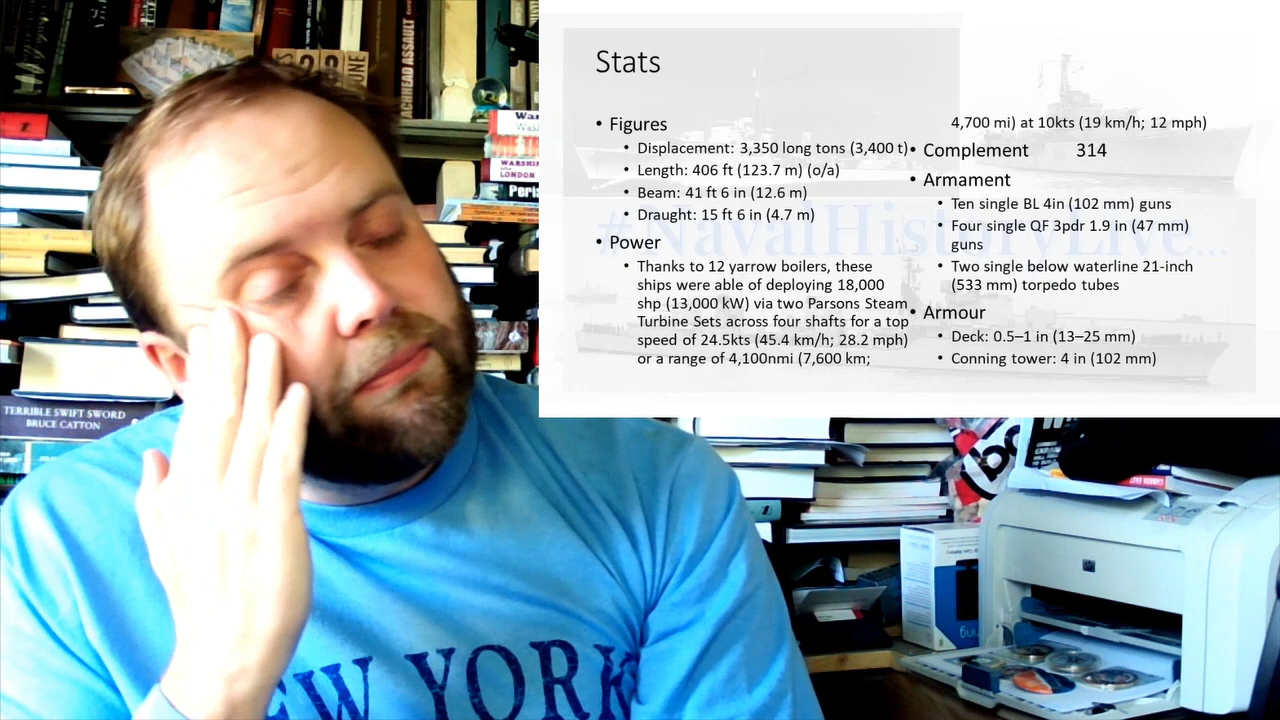 Stats
• Figures
• Displacement: 3,350 long tons (3,400 t)
• Length: 406 ft (123.7 m) (o/a)
• Beam: 41 ft 6 in (12.6 m)
• Draught: 15 ft 6 in (4.7 m)
• Power
• Thanks to 12 yarrow boilers, these
ships were able of deploying 18,000
shp (13,000 kW) via two Parsons Steam
Turbine Sets across four shafts for a top
speed of 24.5kts (45.4 km/h; 28.2 mph)
or a range of 4,100nmi (7,600 km;
4,700 mi) at 10kts (19 km/h; 12 mph)
• Complement 314
• Armament
• Ten single BL 4in (102 mm) guns
• Four single QF 3pdr 1.9 in (47 mm)
guns
• Two single below waterline 21-inch
(533 mm) torpedo tubes
• Armour
• Deck: 0.5–1 in (13–25 mm)
• Conning tower: 4 in (102 mm)
JUNE
ACHHEAD ASSAULT
WARSHIP
LONDON
TERRIBLE SWIFT SWORD
BRUCE CATTON
EW YORK
hp